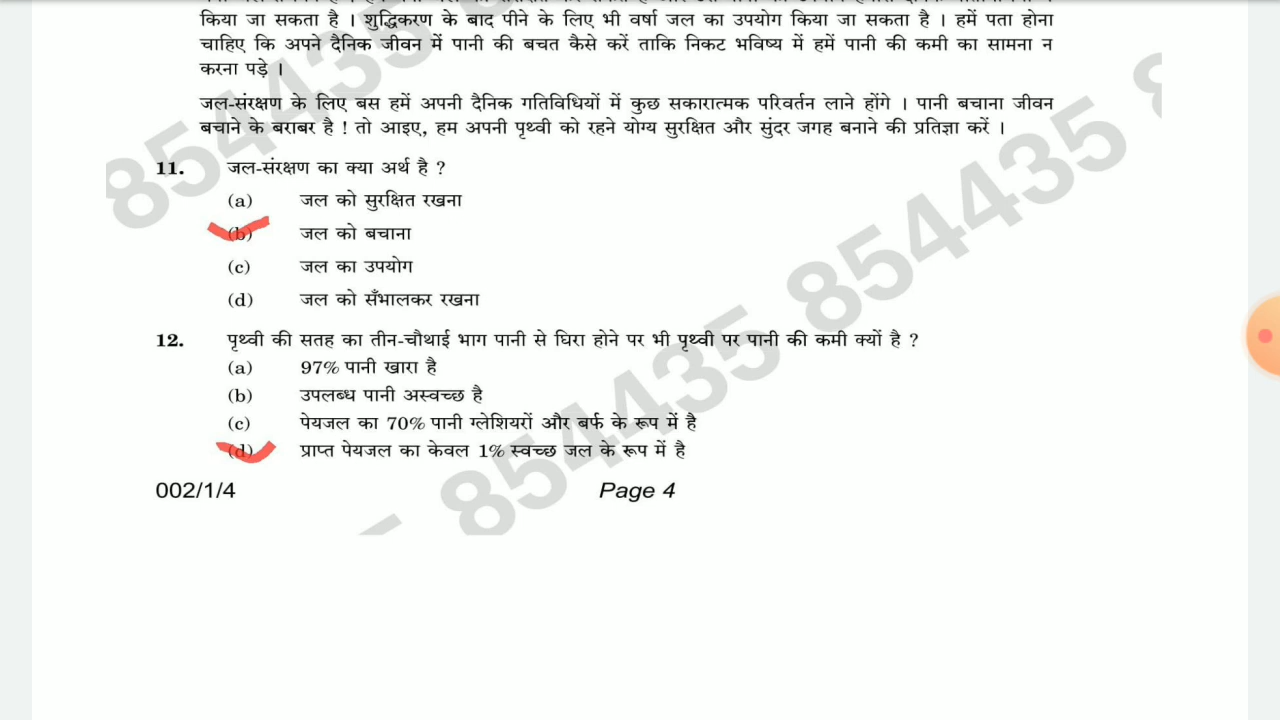 किया जा सकता है । शुद्धिकरण के बाद पीने के लिए भी वर्षा जल का उपयोग किया जा सकता है । हमें पता होना
चाहिए कि अपने दैनिक जीवन में पानी की बचत कैसे करें ताकि निकट भविष्य में हमें पानी की कमी का सामना न
करना पड़े ।
जल-संरक्षण के लिए बस हमें अपनी दैनिक गतिविधियों में कुछ सकारात्मक परिवर्तन लाने होंगे । पानी बचाना जीवन
बचाने के बराबर है ! तो आइए, हम अपनी पृथ्वी को रहने योग्य सुरक्षित और सुंदर जगह बनाने की प्रतिज्ञा करें ।
11. जल-संरक्षण का क्या अर्थ है ?
(a) जल को सुरक्षित रखना
(b) जल को बचाना
(c) जल का उपयोग
(d) जल को सँभालकर रखना
12. पृथ्वी की सतह का तीन-चौथाई भाग पानी से घिरा होने पर भी पृथ्वी पर पानी की कमी क्यों है ?
(a) 97% पानी खारा है
(b) उपलब्ध पानी अस्वच्छ है
(c) पेयजल का 70% पानी ग्लेशियरों और बर्फ के रूप में है
(d) प्राप्त पेयजल का केवल 1% स्वच्छ जल के रूप में है
002/1/4 Page 4
854435 854435 854435